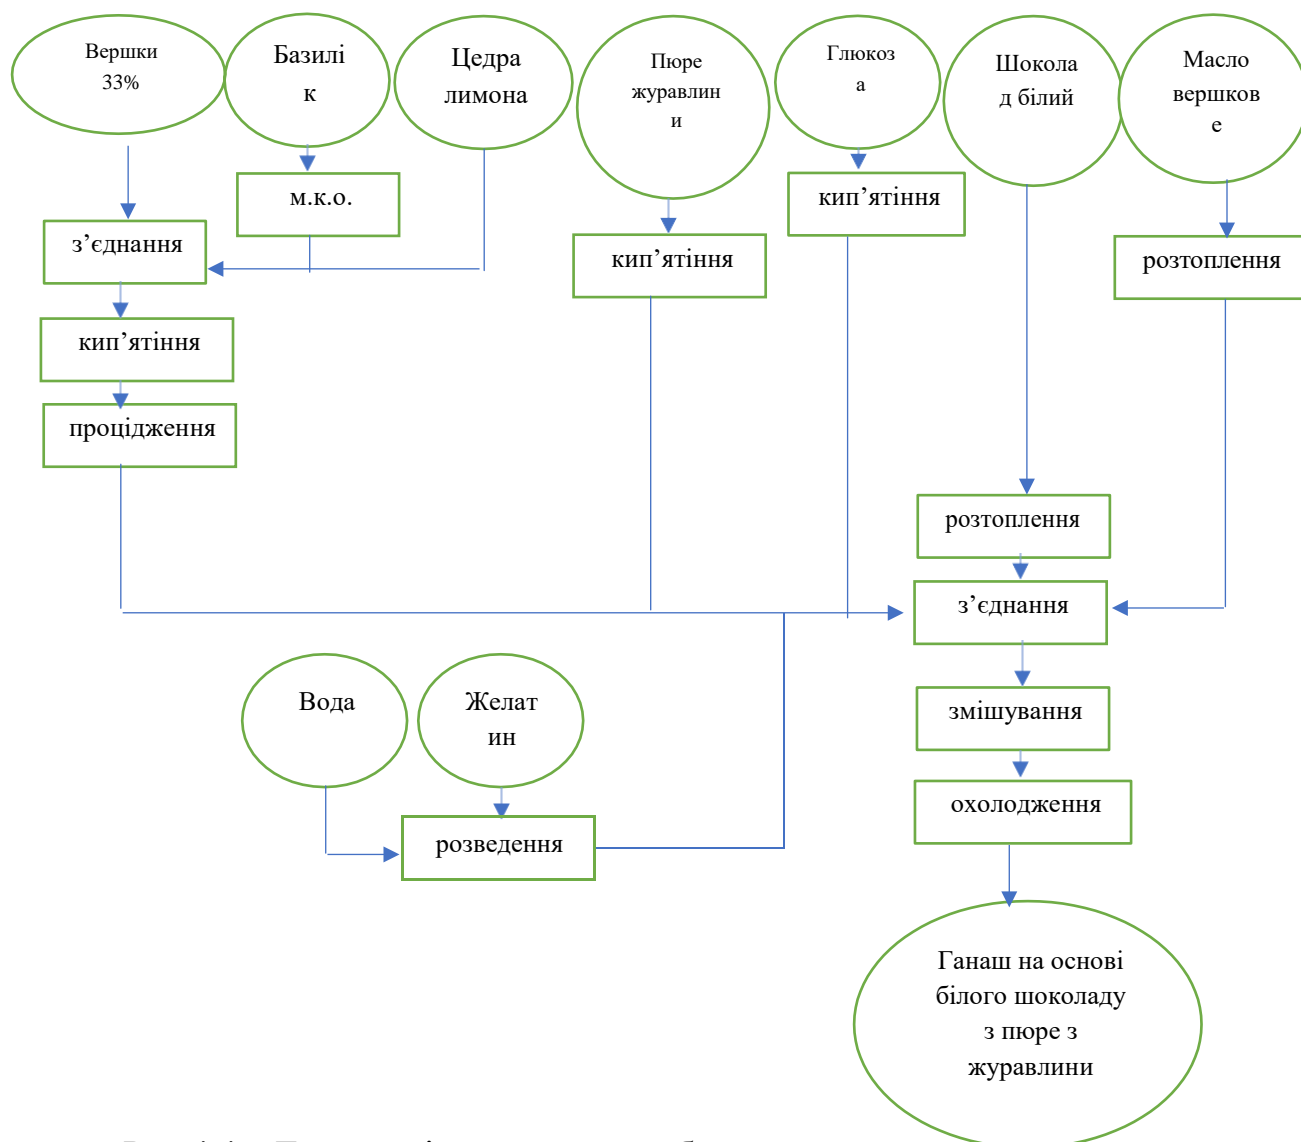 Вершки
33%
Базилі
к
Цедра
лимона
Пюре
журавлин
и
Глюкоз
а
Шокола
д білий
Масло
вершков
е
м.к.о.
кип’ятіння
з’єднання
кип’ятіння
розтоплення
кип’ятіння
процідження
розтоплення
з’єднання
Вода
Желат
ин
змішування
охолодження
розведення
Ганаш на основі
білого шоколаду
з пюре з
журавлини